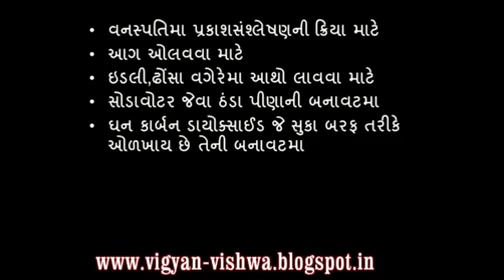 વનસ્પતિમા પ્રકાશસંશ્લેષણની ક્રિયા માટે
આગ ઓલવવા માટે
ઇડલી,ઢોંસા વગેરેમા આથો લાવવા માટે
સોડાવોટર જેવા ઠંડા પીણાની બનાવટમા
ઘન કાર્બન ડાયોક્સાઈડ જે સુકા બરફ તરીકે
ઓળખાય છે તેની બનાવટમા
www.vigyan-vishwa.blogspot.in